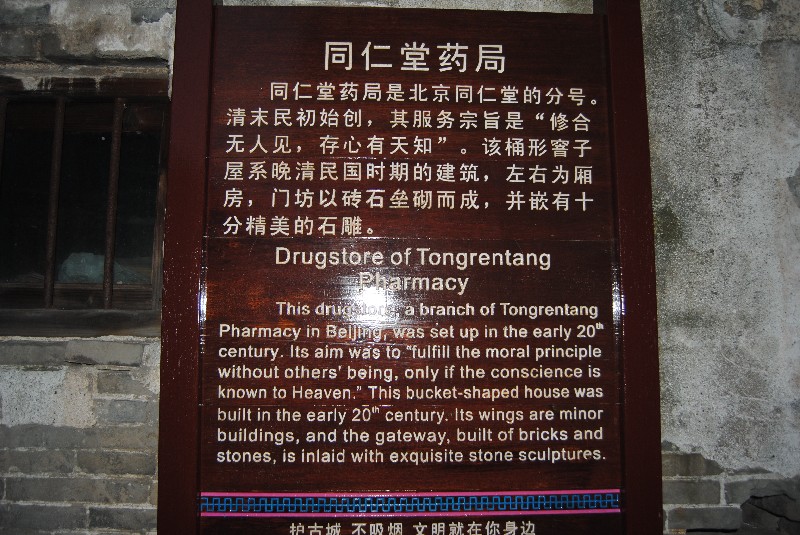 同仁堂药局
同仁堂药局是北京同仁堂的分号。
清末民初始创，其服务宗旨是“修合
无人见，存心有天知”。该桶形窨子
屋系晚清民国时期的建筑，左右为厢
房，门坊以砖石垒砌而成，并嵌有十
分精美的石雕。
Drugstore of Tongrentang
Pharmacy
This drugstore, a branch of Tongrentang
Pharmacy in Beijing, was set up in the early 20th
century. Its aim was to “fulfill the moral principle
without others’ being, only if the conscience is
known to Heaven.” This bucket-shaped house was
built in the early 20th century. Its wings are minor
buildings, and the gateway, built of bricks and
stones, is inlaid with exquisite stone sculptures.
护古城 不吸烟 文明就在你身边